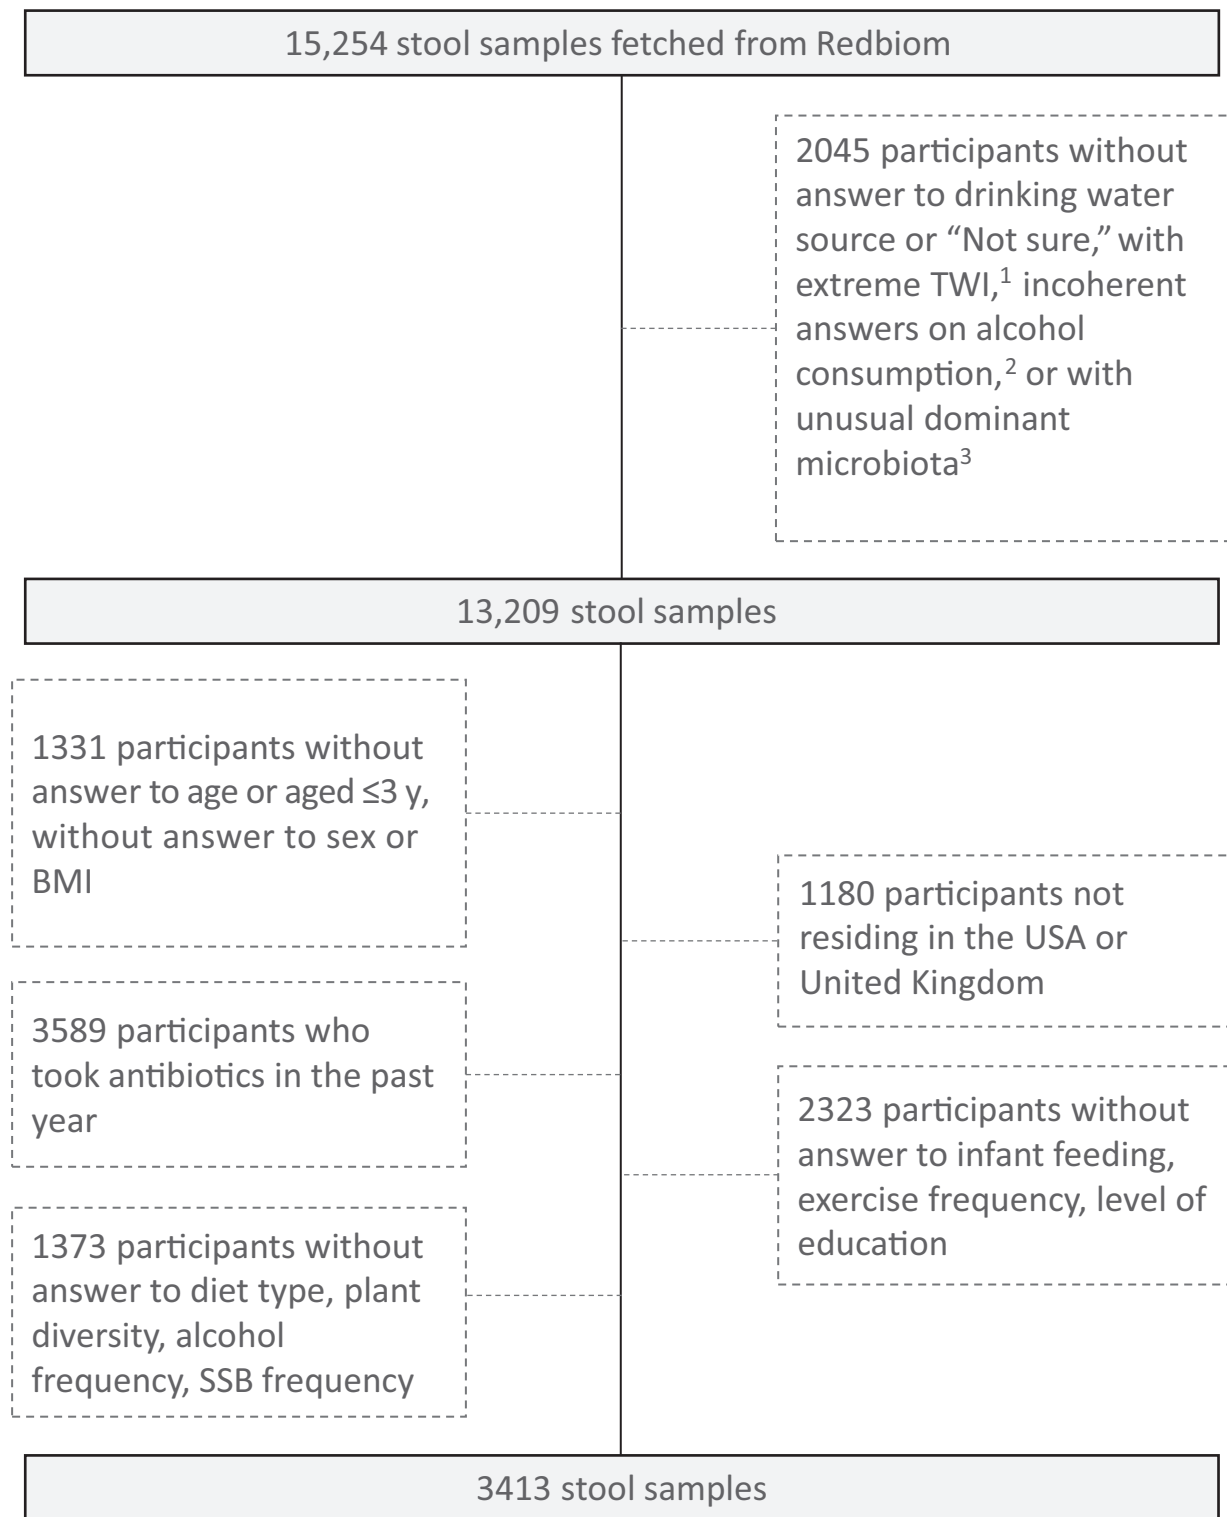 15,254 stool samples fetched from Redbiom
2045 participants without
answer to drinking water
source or “Not sure,” with
extreme TWI,¹ incoherent
answers on alcohol
consumption,² or with
unusual dominant
microbiota³
13,209 stool samples
1331 participants without
answer to age or aged ≤3 y,
without answer to sex or
BMI
1180 participants not
residing in the USA or
United Kingdom
3589 participants who
took antibiotics in the past
year
2323 participants without
answer to infant feeding,
exercise frequency, level of
education
1373 participants without
answer to diet type, plant
diversity, alcohol
frequency, SSB frequency
3413 stool samples